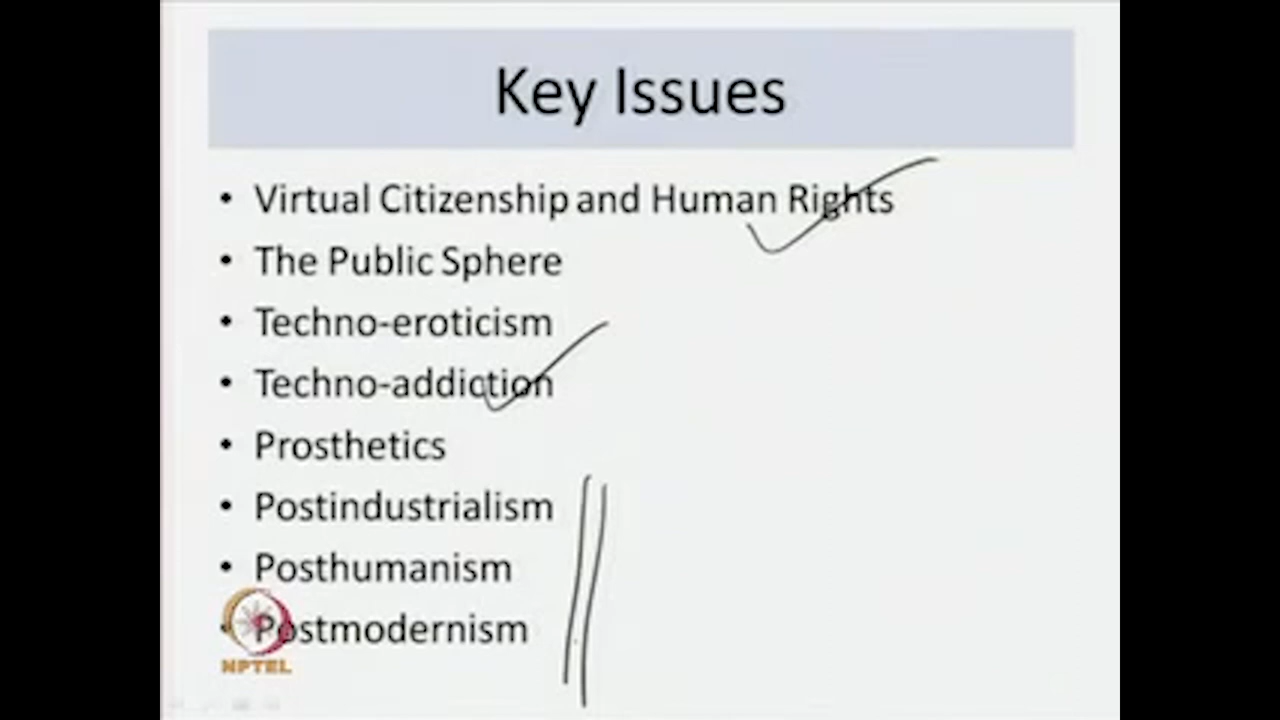 Key Issues
• Virtual Citizenship and Human Rights
• The Public Sphere
• Techno-eroticism
• Techno-addiction
• Prosthetics
• Postindustrialism
• Posthumanism
• Postmodernism
NPTEL